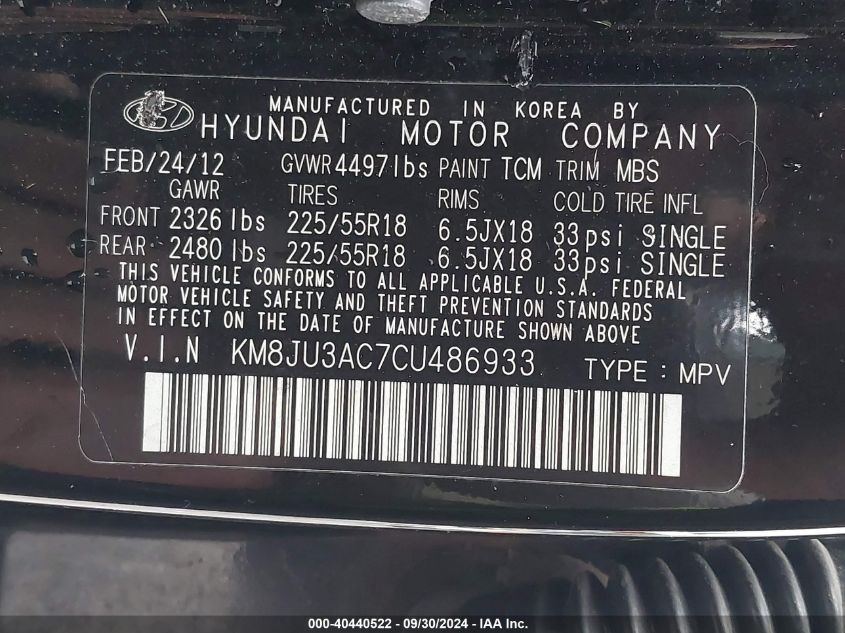 MANUFACTURED IN KOREA BY
HYUNDAI MOTOR COMPANY
FEB/24/12 GVWR 4497 lbs PAINT TCM TRIM MBS
GAWR TIRES RIMS COLD TIRE INFL
FRONT 2326 lbs 225/55R18 6.5JX18 33psi SINGLE
REAR 2480 lbs 225/55R18 6.5JX18 33psi SINGLE
THIS VEHICLE CONFORMS TO ALL APPLICABLE U.S.A. FEDERAL
MOTOR VEHICLE SAFETY AND THEFT PREVENTION STANDARDS
IN EFFECT ON THE DATE OF MANUFACTURE SHOWN ABOVE
V.I.N KM8JU3AC7CU486933 TYPE : MPV
000-40440522 - 09/30/2024 - IAA Inc.